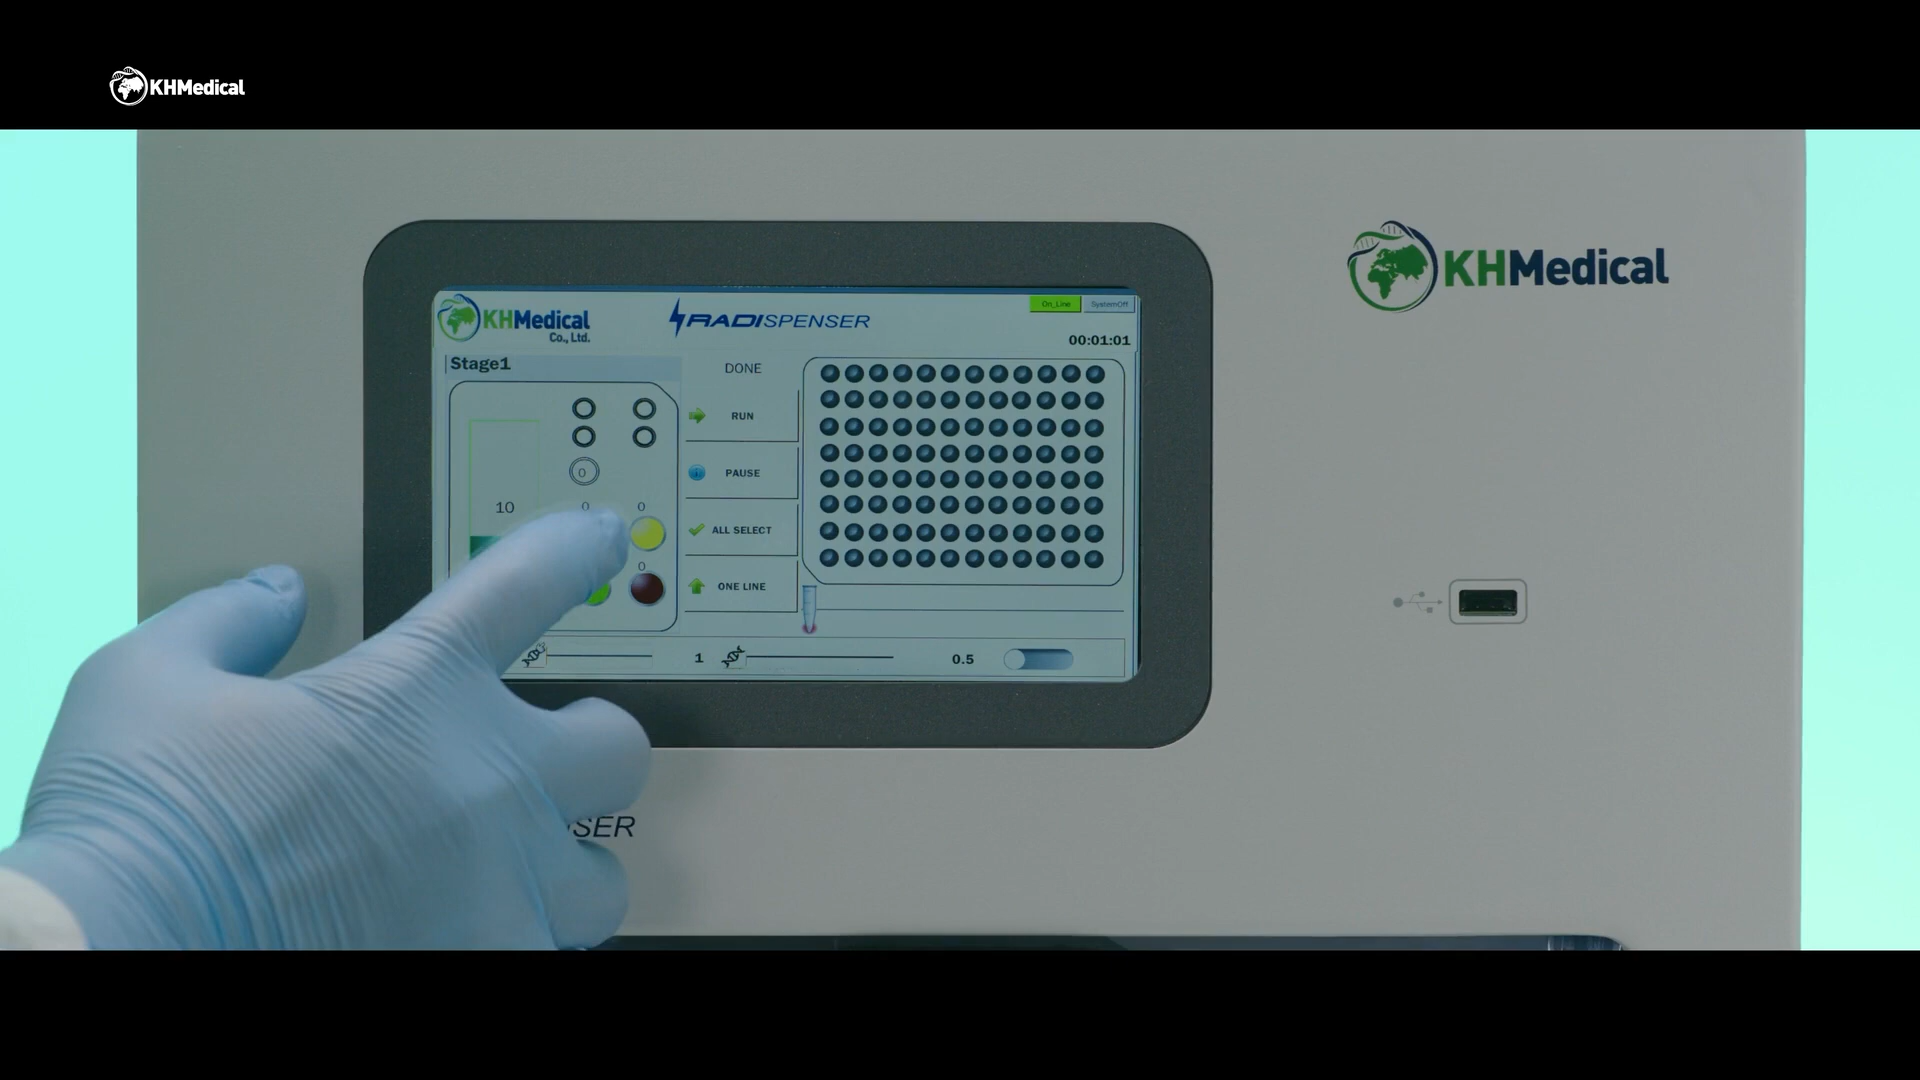 KHMedical
KHMedical
KHMedical
Co., Ltd.
RADISPENSER
On_Line
SystemOff
00:01:01
Stage1
DONE
RUN
0
PAUSE
10
0
0
ALL SELECT
0
ONE LINE
1
0.5
SER